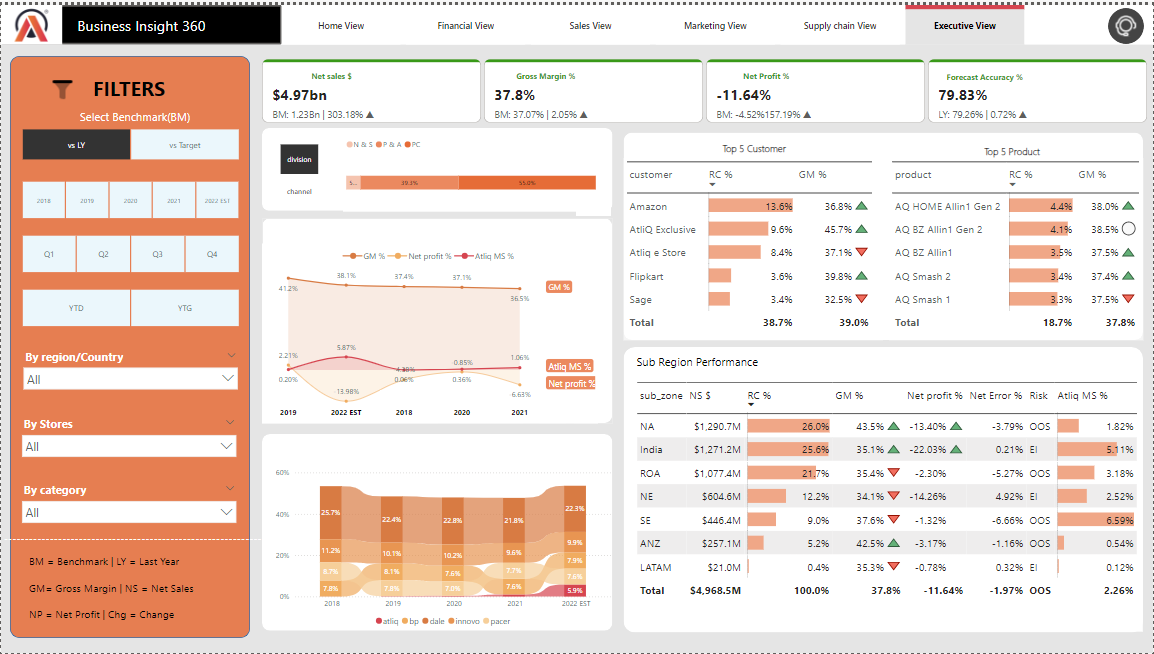 Business Insight 360
Home View
Financial View
Sales View
Marketing View
Supply chain View
Executive View
FILTERS
Select Benchmark(BM)
vs LY
vs Target
2018
2019
2020
2021
2022 EST
Q1
Q2
Q3
Q4
YTD
YTG
By region/Country
All
By Stores
All
By category
All
BM = Benchmark | LY = Last Year
GM= Gross Margin | NS = Net Sales
NP = Net Profit | Chg = Change
Net sales $
$4.97bn
BM: 1.23Bn | 303.18% ▲
Gross Margin %
37.8%
BM: 37.07% | 2.05% ▲
Net Profit %
-11.64%
BM: -4.52%157.19% ▲
Forecast Accuracy %
79.83%
LY: 79.26% | 0.72% ▲
division
channel
N & S P & A PC
5... 39.3% 55.0%
GM % Net profit % Atliq MS %
41.2% 38.1% 37.4% 37.1% 36.5%
GM %
2.21% 5.87% 4.30% 0.85% 1.06%
Atliq MS %
0.20% -13.98% 0.06% 0.36% 6.63%
Net profit %
2019 2022 EST 2018 2020 2021
60%
40%
20%
0%
25.7% 22.4% 22.8% 21.8% 22.3%
11.2% 10.1% 10.2% 9.6% 9.9%
8.1% 7.6% 7.7% 7.9%
7.8% 7.8% 7.0% 7.6% 7.6%
5.9%
2018 2019 2020 2021 2022 EST
atliq bp dale innovo pacer
Top 5 Customer
customer RC % GM %
Amazon 13.6% 36.8%
AtliQ Exclusive 9.6% 45.7%
Atliq e Store 8.4% 37.1%
Flipkart 3.6% 39.8%
Sage 3.4% 32.5%
Total 38.7% 39.0%
Top 5 Product
product RC % GM %
AQ HOME Allin1 Gen 2 4.4% 38.0%
AQ BZ Allin1 Gen 2 4.1% 38.5%
AQ BZ Allin1 3.5% 37.5%
AQ Smash 2 3.4% 37.4%
AQ Smash 1 3.3% 37.5%
Total 18.7% 37.8%
Sub Region Performance
sub_zone NS $ RC % GM % Net profit % Net Error % Risk Atliq MS %
NA $1,290.7M 26.0% 43.5% -13.40% -3.79% OOS 1.82%
India $1,271.2M 25.6% 35.1% -22.03% 0.21% EI 5.11%
ROA $1,077.4M 21.7% 35.4% -2.30% -5.27% OOS 3.18%
NE $604.6M 12.2% 34.1% -14.26% 4.92% EI 2.52%
SE $446.4M 9.0% 37.6% -1.32% -6.66% OOS 6.59%
ANZ $257.1M 5.2% 42.5% -3.17% -1.16% OOS 0.54%
LATAM $21.0M 0.4% 35.3% -0.78% 0.32% EI 0.12%
Total $4,968.5M 100.0% 37.8% -11.64% -1.97% OOS 2.26%